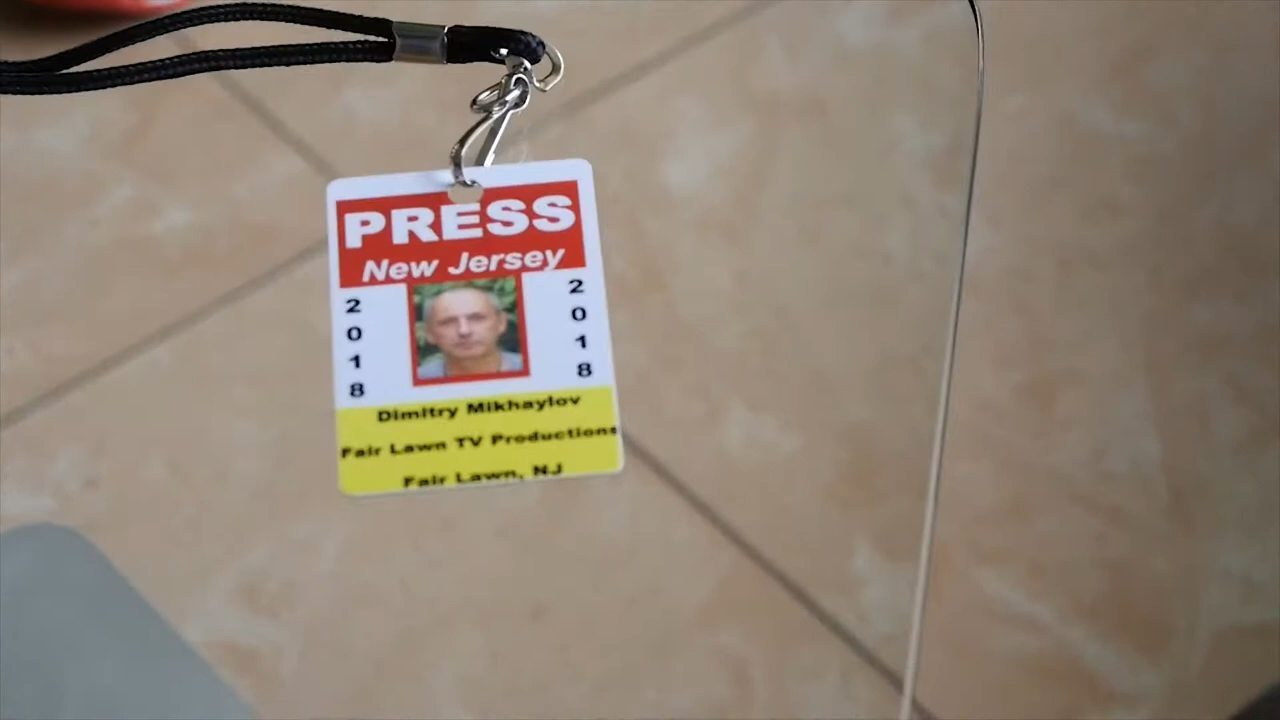 PRESS
New Jersey
2018
2018
Dimitry Mikhaylov
Fair Lawn TV Productions
Fair Lawn, NJ